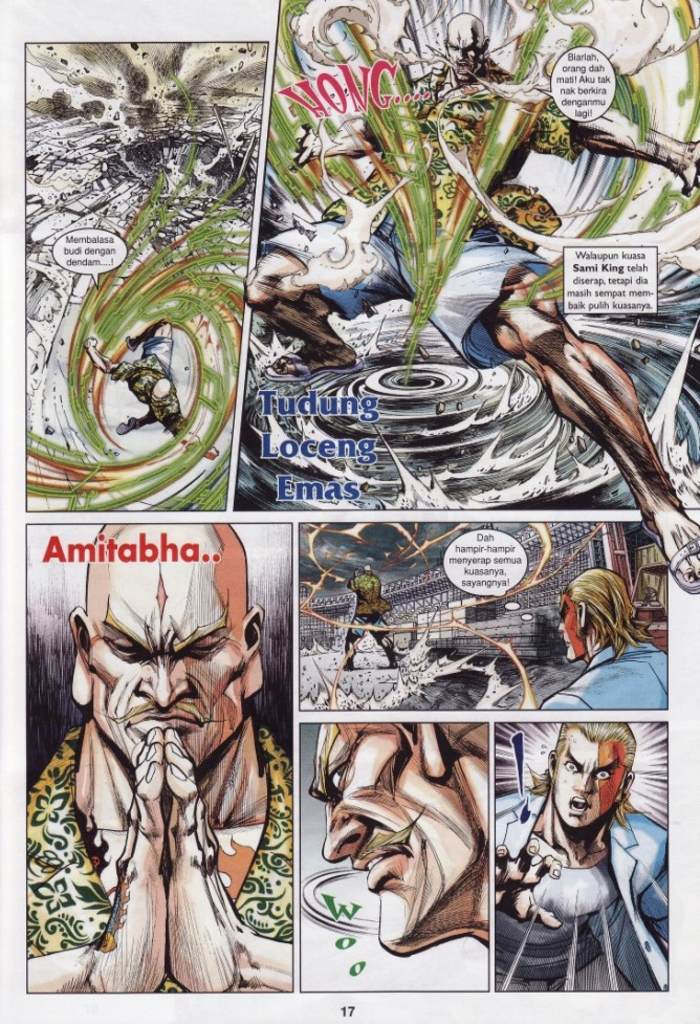 Membalasa
budi dengan
dendam....!
HONG....
Biarlah,
orang dah
mati! Aku tak
nak berkira
denganmu
lagi!
Walaupun kuasa
Sami King telah
diserap, tetapi dia
masih sempat mem-
baik pulih kuasanya.
Tudung
Loceng
Emas
Amitabha..
Dah
hampir-hampir
menyerap semua
kuasanya,
sayangnya!
Woo
!
17